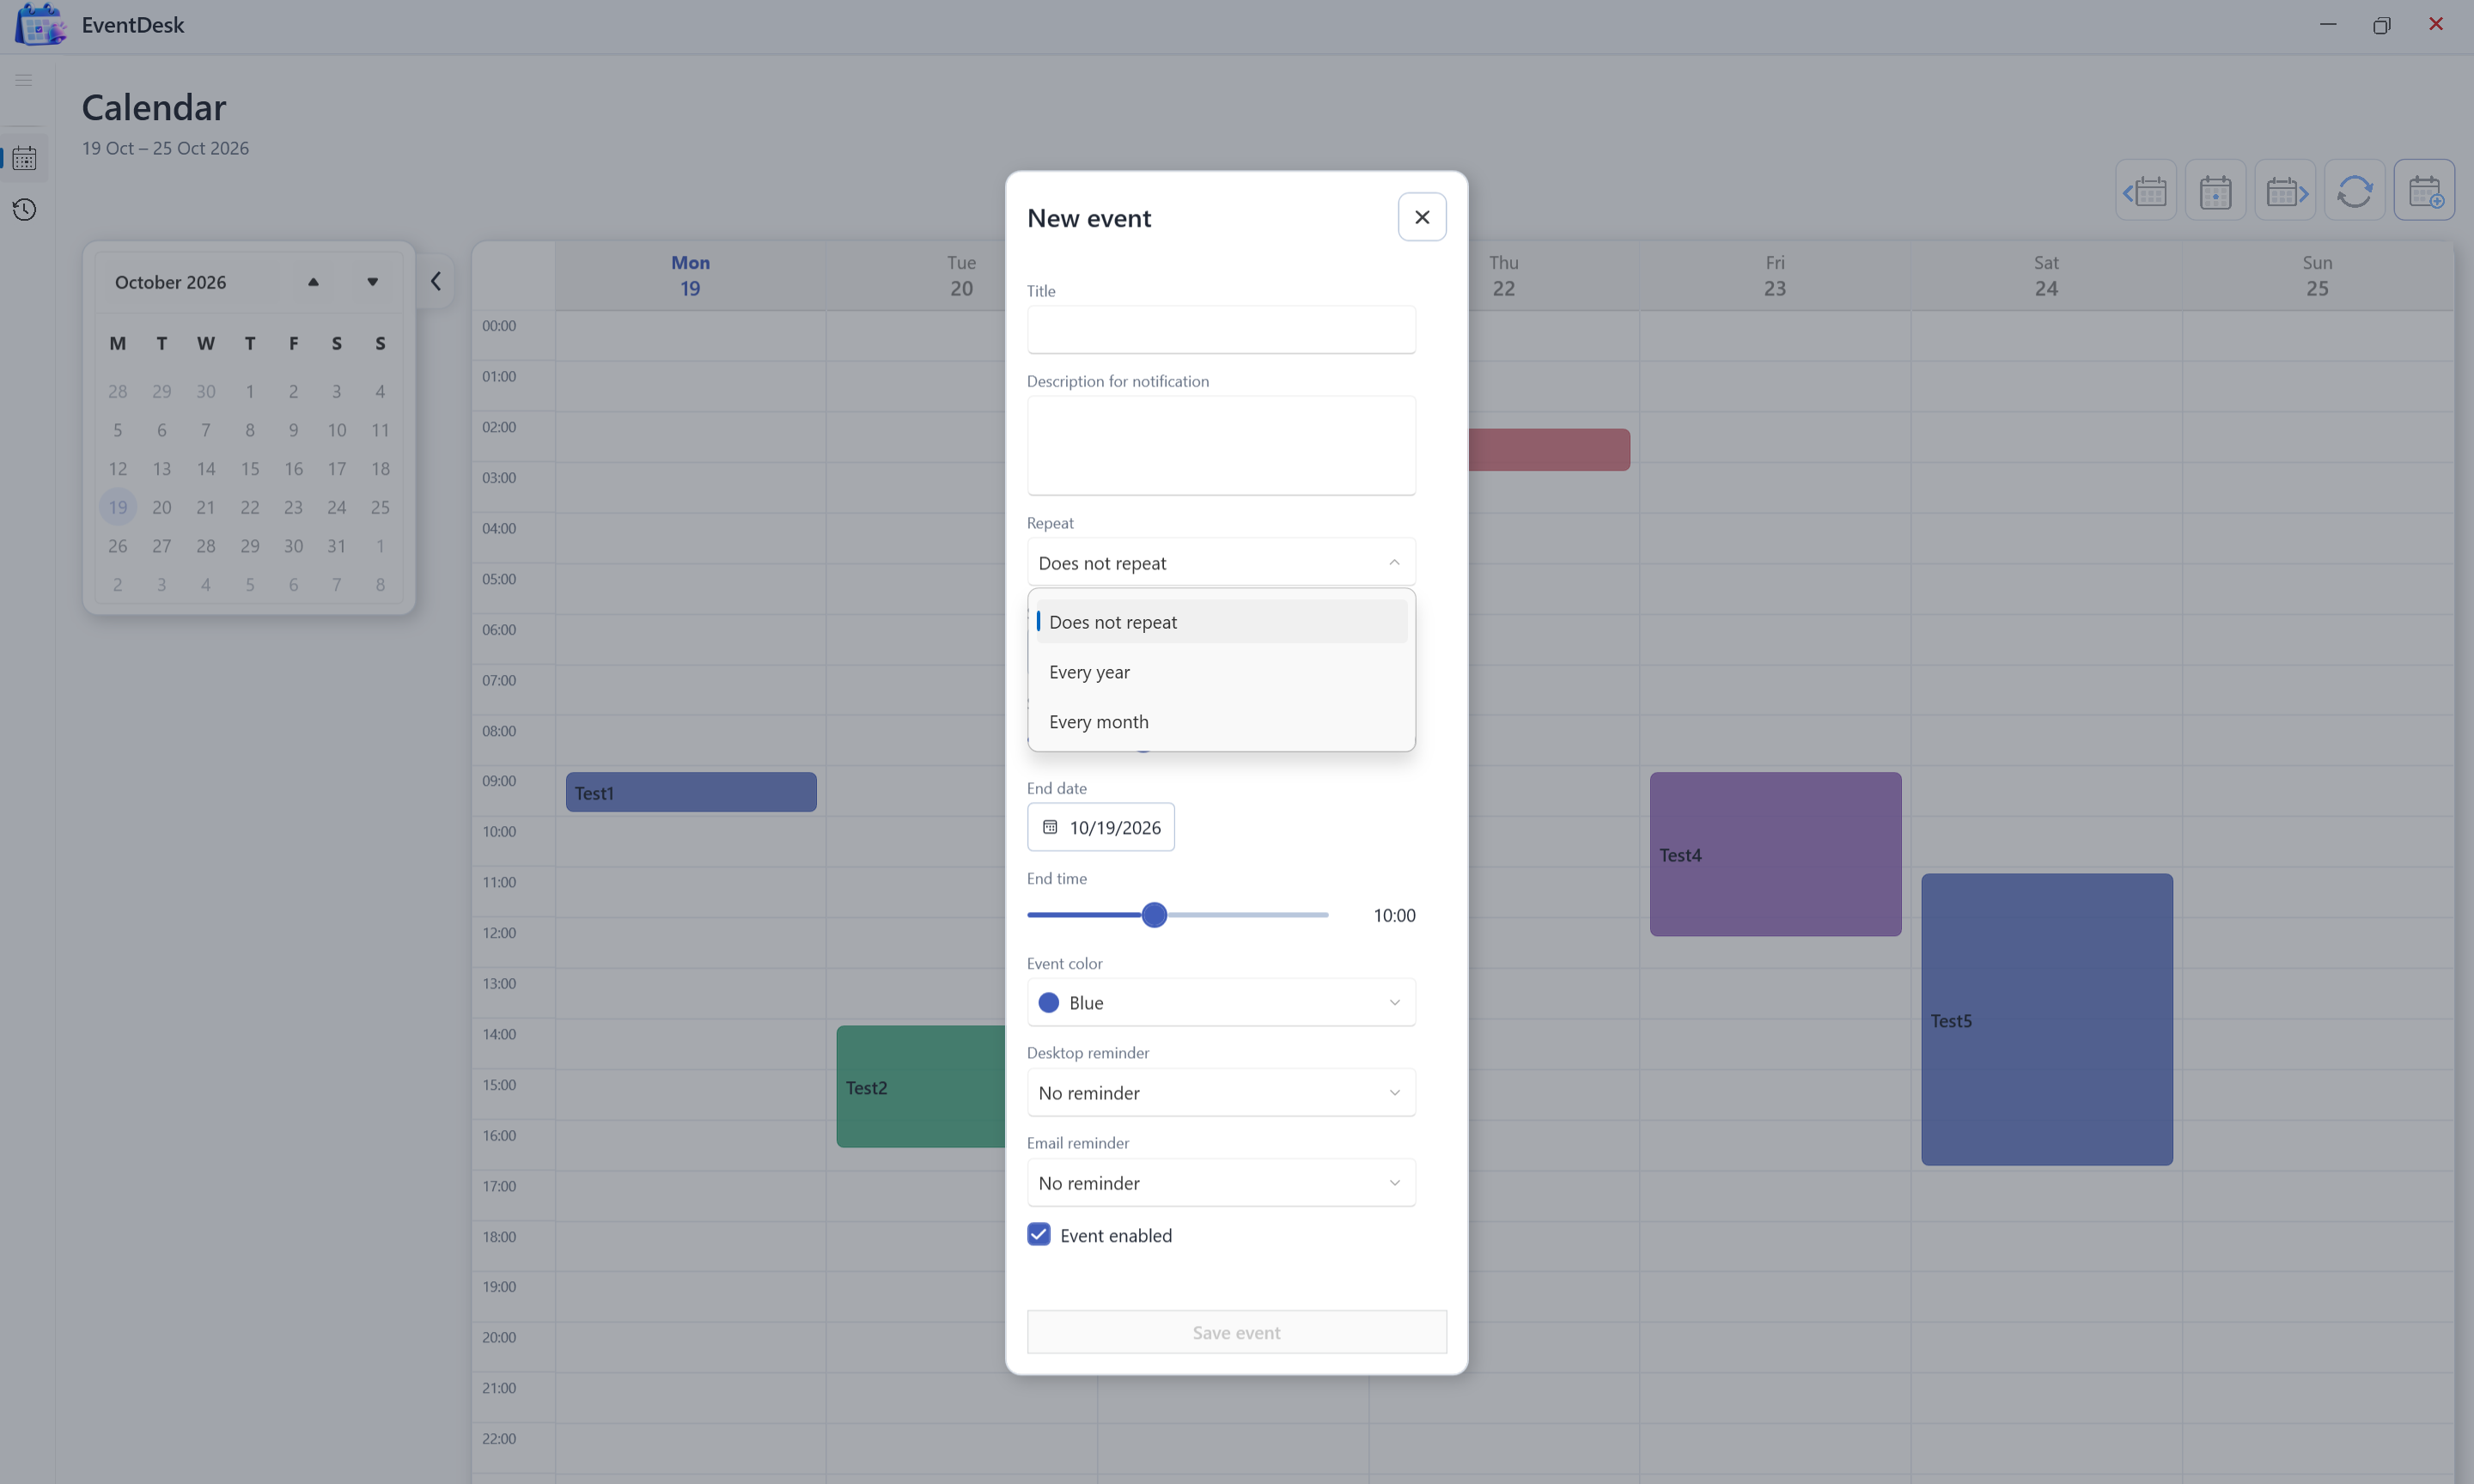 EventDesk
Calendar
19 Oct – 25 Oct 2026
October 2026
M T W T F S S
28 29 30 1 2 3 4
5 6 7 8 9 10 11
12 13 14 15 16 17 18
19 20 21 22 23 24 25
26 27 28 29 30 31 1
2 3 4 5 6 7 8
Mon Tue Thu Fri Sat Sun
19 20 22 23 24 25
00:00
01:00
02:00
03:00
04:00
05:00
06:00
07:00
08:00
09:00
10:00
11:00
12:00
13:00
14:00
15:00
16:00
17:00
18:00
19:00
20:00
21:00
22:00
Test1
Test2
Test4
Test5
New event
Title
Description for notification
Repeat
Does not repeat
Does not repeat
Every year
Every month
End date
10/19/2026
End time
10:00
Event color
Blue
Desktop reminder
No reminder
Email reminder
No reminder
Event enabled
Save event